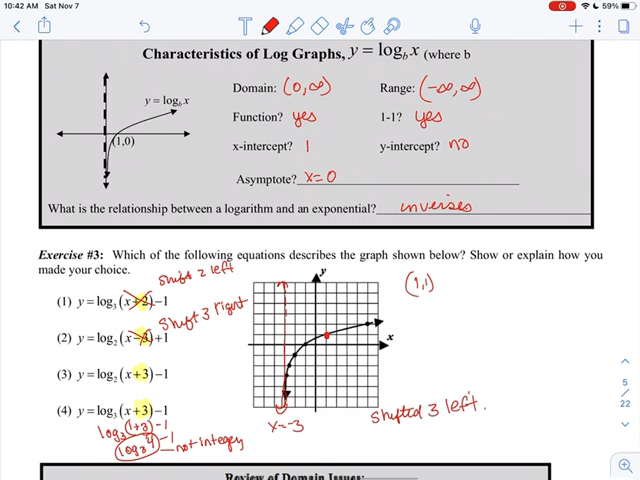 10:42 AM Sat Nov 7
59%
Characteristics of Log Graphs, y = log_b x (where b
Domain: (0, ∞) Range: (-∞, ∞)
y = log_b x
Function? yes 1-1? yes
(1,0)
x-intercept? 1 y-intercept? no
Asymptote? x=0
What is the relationship between a logarithm and an exponential? inverses
Exercise #3: Which of the following equations describes the graph shown below? Show or explain how you
made your choice.
shift 2 left
y
(1,1)
(1) y = log_3 (x+2) - 1
shift 3 right
(2) y = log_2 (x-3) + 1
x
(3) y = log_2 (x+3) - 1
(4) y = log_3 (x+3) - 1
shifted 3 left.
log_3 (1+3) - 1
x=-3
log_3 4 - 1 not integer
5
22
Review of Domain Issues: